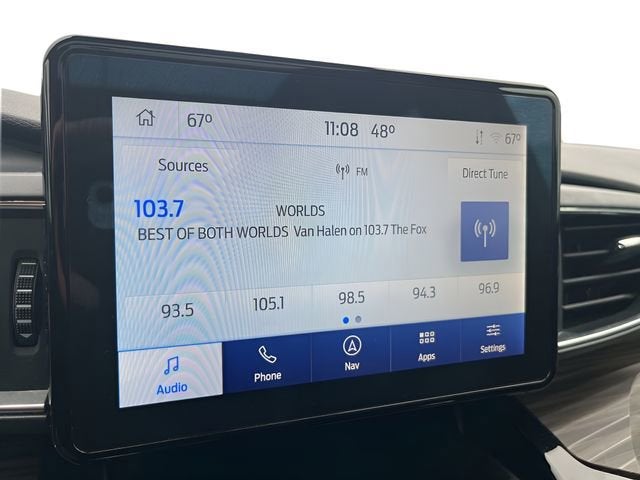 67° 11:08 48° 67°
Sources FM Direct Tune
103.7 WORLDS
BEST OF BOTH WORLDS Van Halen on 103.7 The Fox
93.5 105.1 98.5 94.3 96.9
Audio Phone Nav Apps Settings